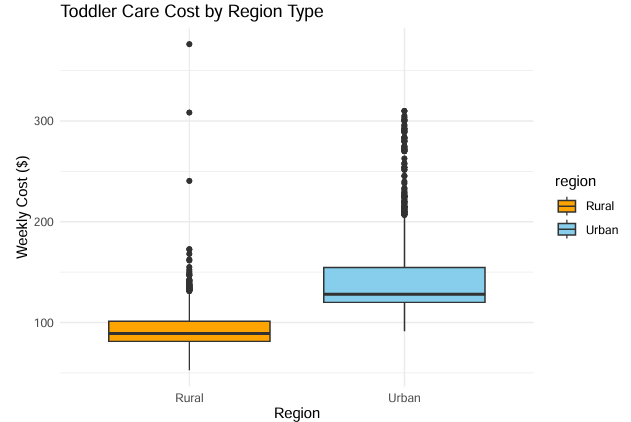 Toddler Care Cost by Region Type
Weekly Cost ($)
300
200
100
Rural
Urban
Region
region
Rural
Urban